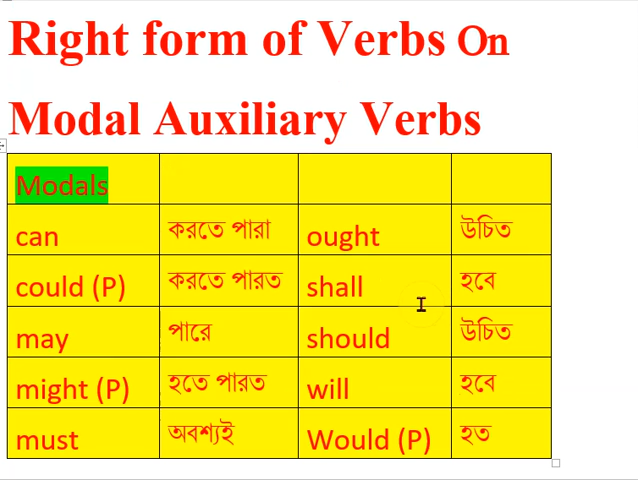 Right form of Verbs On
Modal Auxiliary Verbs
Modals
can করতে পারা ought উচিত
could (P) করতে পারত shall হবে
may পারে should উচিত
might (P) হতে পারত will হবে
must অবশ্যই Would (P) হত